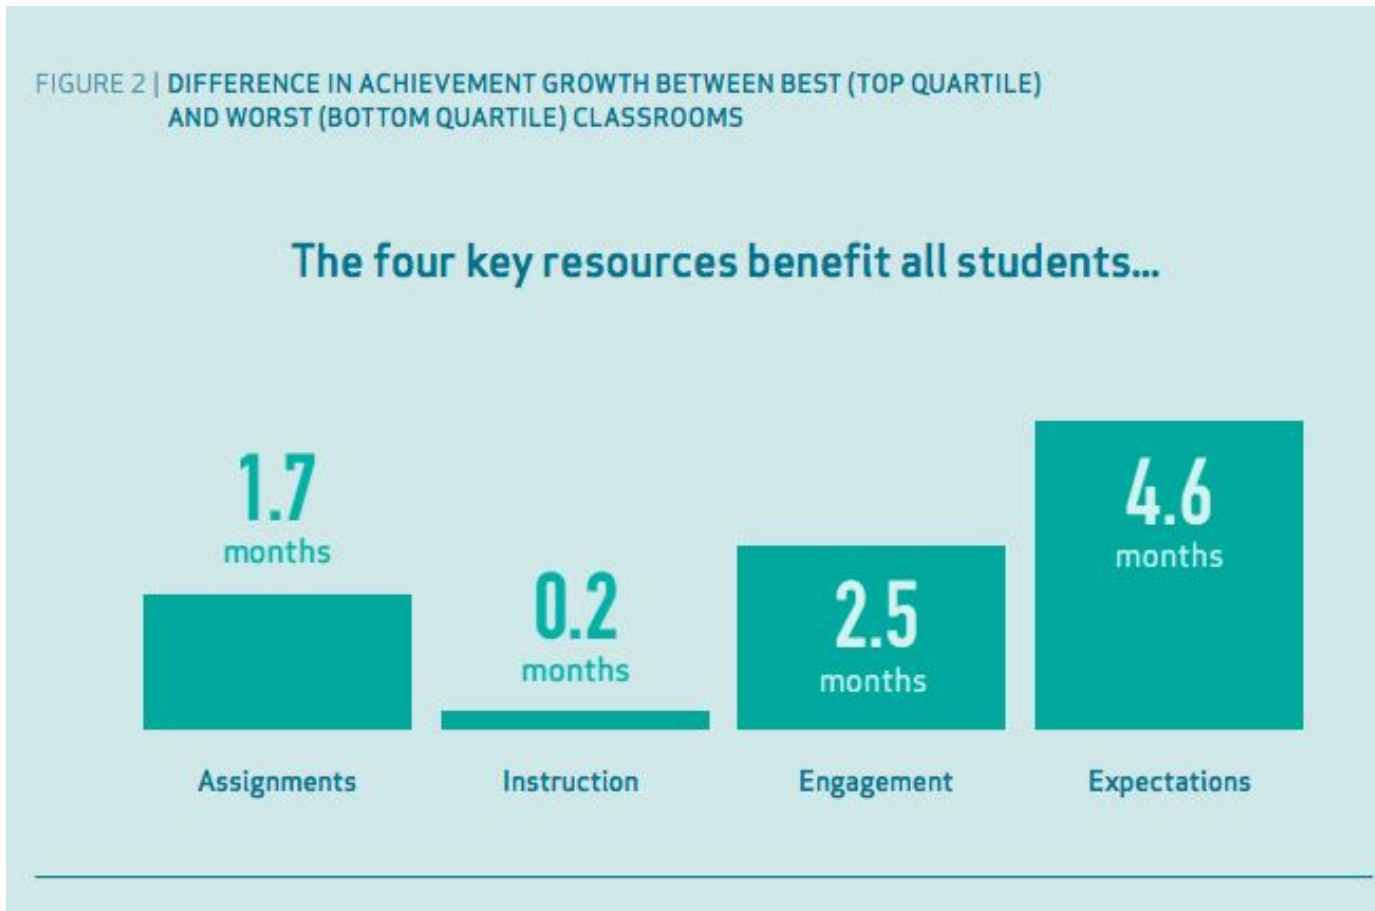 FIGURE 2 | DIFFERENCE IN ACHIEVEMENT GROWTH BETWEEN BEST (TOP QUARTILE)
AND WORST (BOTTOM QUARTILE) CLASSROOMS
The four key resources benefit all students...
1.7
months
0.2
months
2.5
months
4.6
months
Assignments
Instruction
Engagement
Expectations